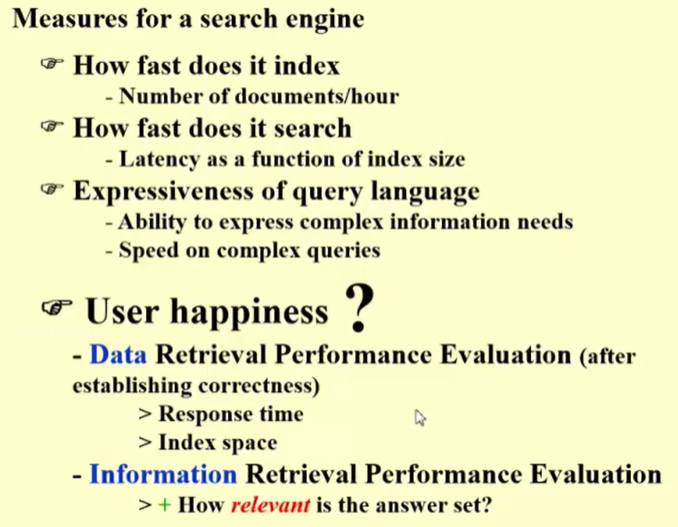 Measures for a search engine
☞ How fast does it index
- Number of documents/hour
☞ How fast does it search
- Latency as a function of index size
☞ Expressiveness of query language
- Ability to express complex information needs
- Speed on complex queries
☞ User happiness ?
- Data Retrieval Performance Evaluation (after
establishing correctness)
> Response time
> Index space
- Information Retrieval Performance Evaluation
> + How relevant is the answer set?